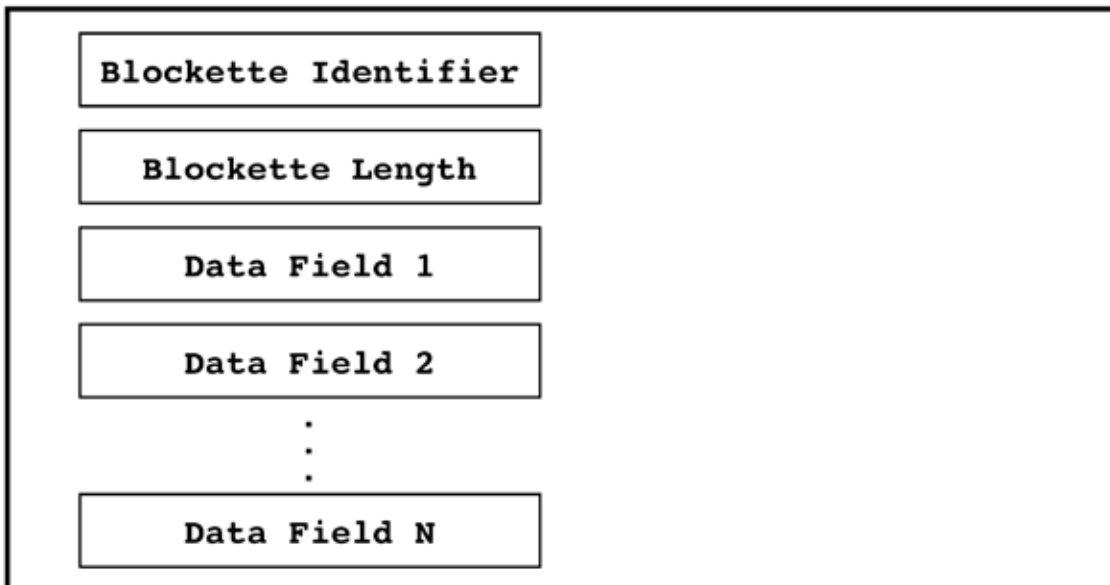 Blockette Identifier
Blockette Length
Data Field 1
Data Field 2
.
.
.
Data Field N